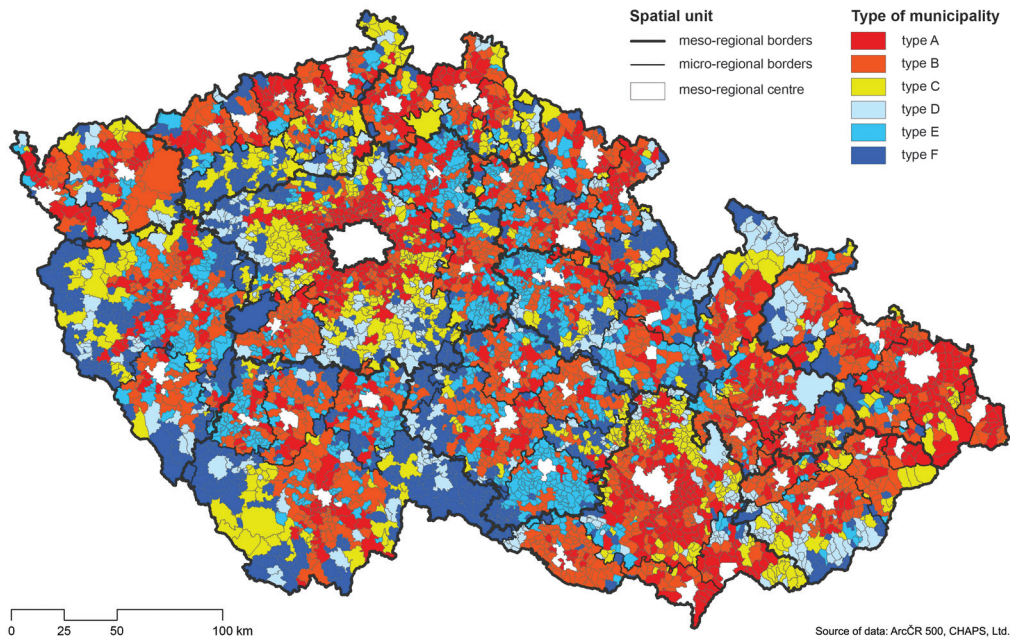 Spatial unit
meso-regional borders
micro-regional borders
meso-regional centre
Type of municipality
type A
type B
type C
type D
type E
type F
0 25 50 100 km
Source of data: ArcČR 500, CHAPS, Ltd.